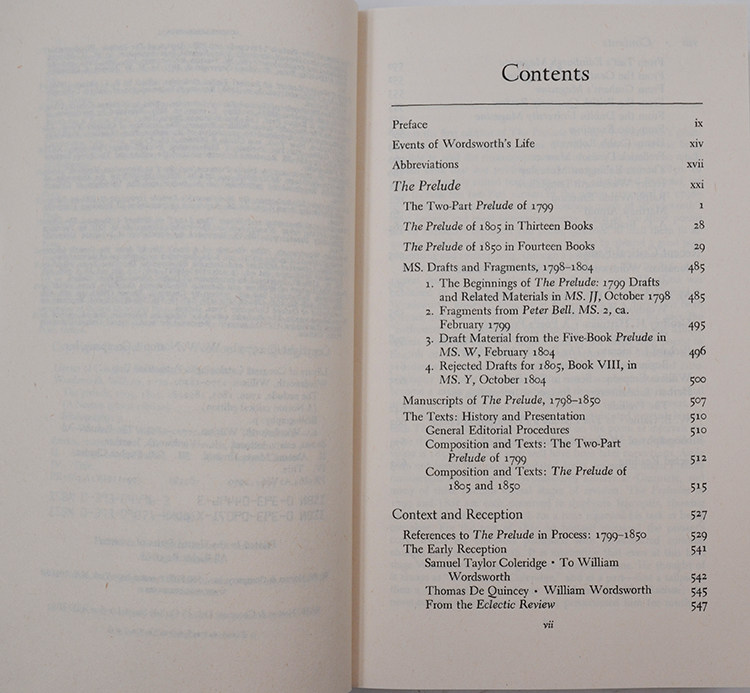 Contents
Preface ix
Events of Wordsworth's Life xiv
Abbreviations xvii
The Prelude xxi
The Two-Part Prelude of 1799 1
The Prelude of 1805 in Thirteen Books 28
The Prelude of 1850 in Fourteen Books 29
MS. Drafts and Fragments, 1798–1804 485
1. The Beginnings of The Prelude: 1799 Drafts
and Related Materials in MS. JJ, October 1798 485
2. Fragments from Peter Bell. MS. 2, ca.
February 1799 495
3. Draft Material from the Five-Book Prelude in
MS. W, February 1804 496
4. Rejected Drafts for 1805, Book VIII, in
MS. Y, October 1804 500
Manuscripts of The Prelude, 1798–1850 507
The Texts: History and Presentation 510
General Editorial Procedures 510
Composition and Texts: The Two-Part
Prelude of 1799 512
Composition and Texts: The Prelude of
1805 and 1850 515
Context and Reception 527
References to The Prelude in Process: 1799–1850 529
The Early Reception 541
Samuel Taylor Coleridge · To William
Wordsworth 542
Thomas De Quincey · William Wordsworth 545
From the Eclectic Review 547
vii